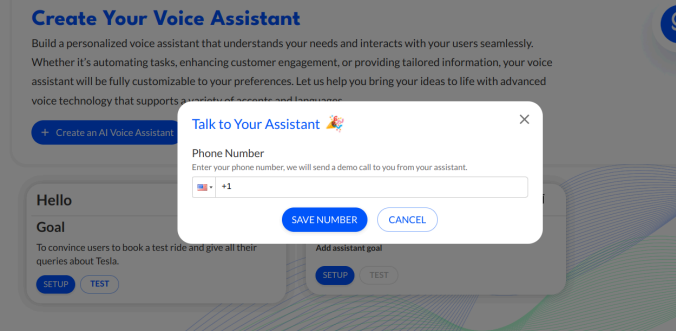 Create Your Voice Assistant
Build a personalized voice assistant that understands your needs and interacts with your users seamlessly.
Whether it's automating tasks, enhancing customer engagement, or providing tailored information, your voice
assistant will be fully customizable to your preferences. Let us help you bring your ideas to life with advanced
voice technology that supports a variety of accents and languages.
+ Create an AI Voice Assistant
Talk to Your Assistant
Phone Number
Enter your phone number, we will send a demo call to you from your assistant.
+1
SAVE NUMBER
CANCEL
Hello
Goal
To convince users to book a test ride and give all their
queries about Tesla.
SETUP
TEST
Add assistant goal
SETUP
TEST